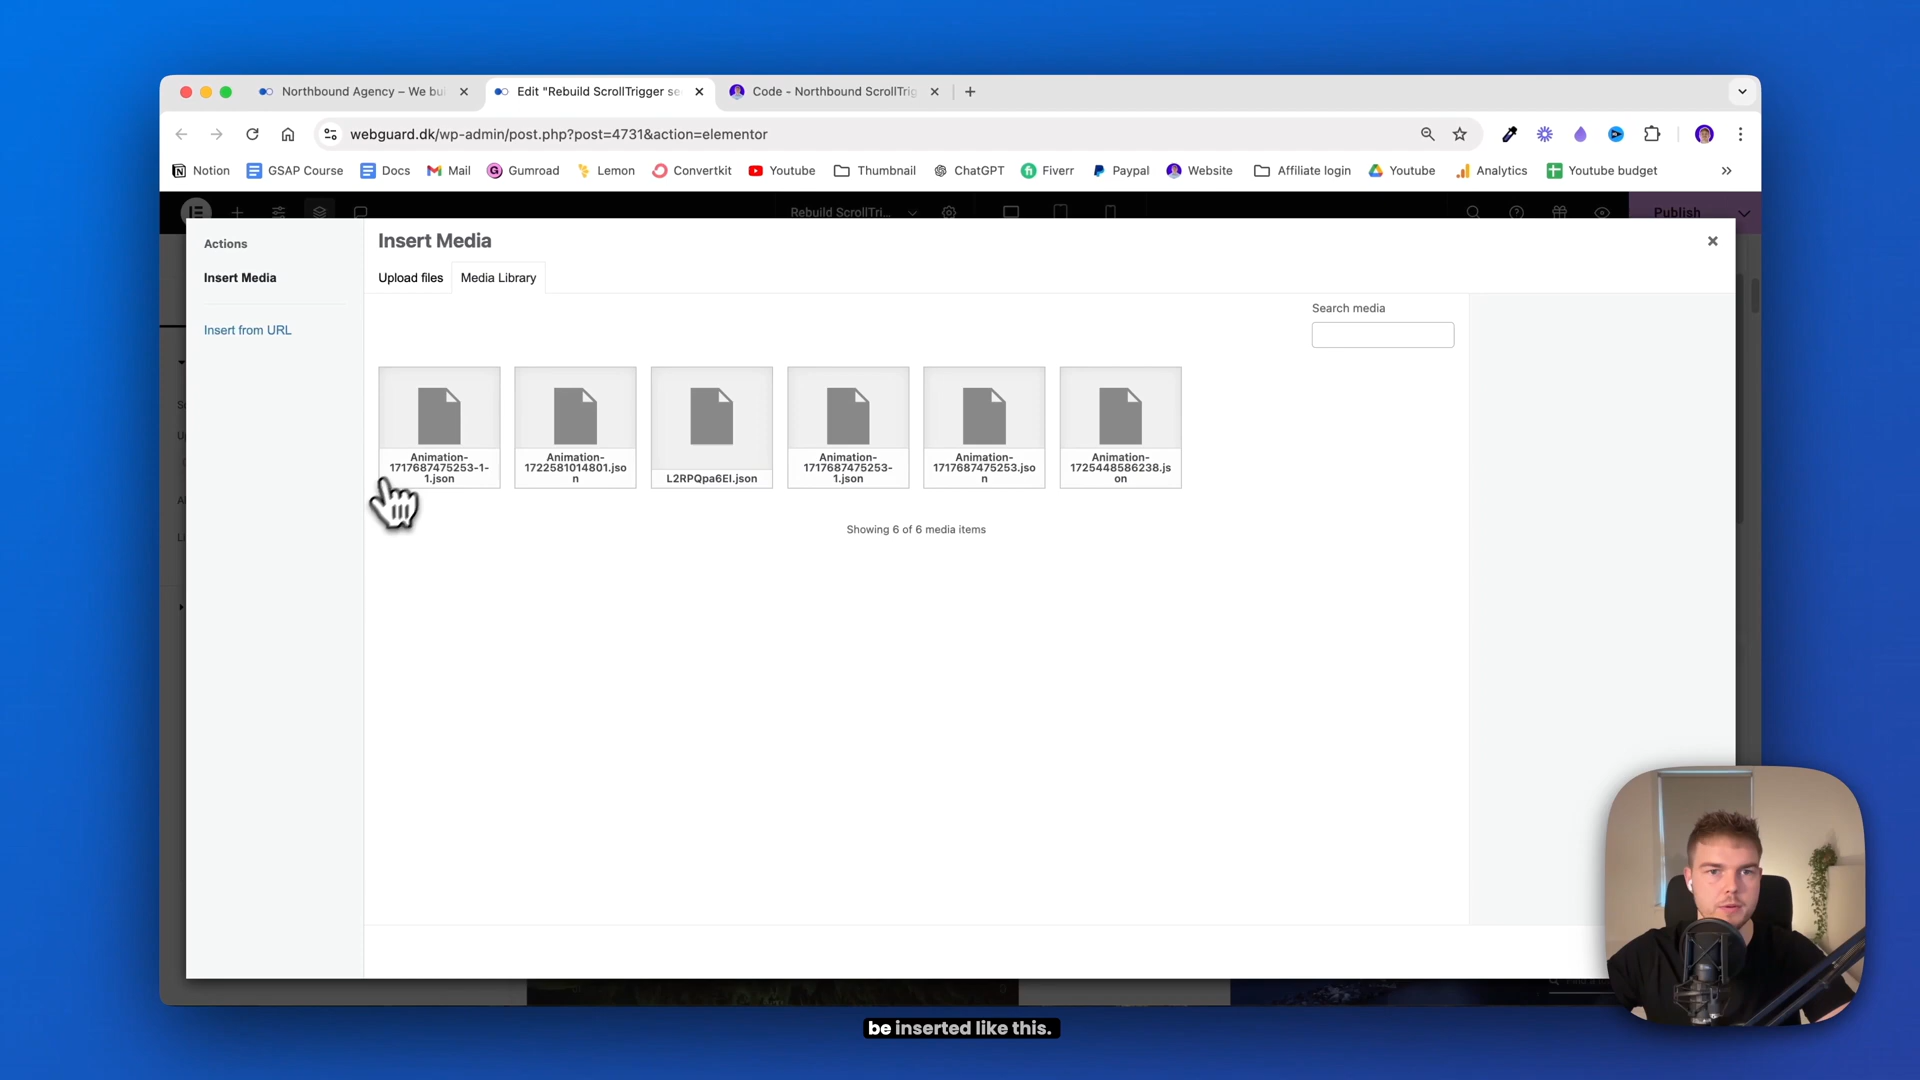 Northbound Agency – We bui
Edit "Rebuild ScrollTrigger se
Code - Northbound ScrollTrig
webguard.dk/wp-admin/post.php?post=4731&action=elementor
Notion
GSAP Course
Docs
Mail
Gumroad
Lemon
Convertkit
Youtube
Thumbnail
ChatGPT
Fiverr
Paypal
Website
Affiliate login
Youtube
Analytics
Youtube budget
Rebuild ScrollTri...
Publish
Actions
Insert Media
Insert from URL
Insert Media
Upload files
Media Library
Search media
Animation-
1717687475253-1-
1.json
Animation-
1722581014801.jso
n
L2RPQpa6EI.json
Animation-
1717687475253-
1.json
Animation-
1717687475253.jso
n
Animation-
1725448586238.js
on
Showing 6 of 6 media items
be inserted like this.